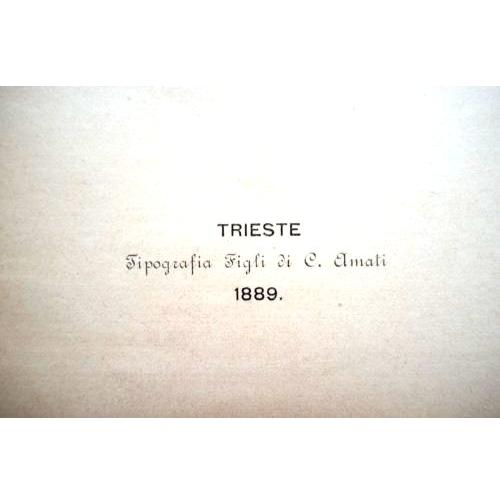 TRIESTE
Tipografia Figli di C. Amati
1889.